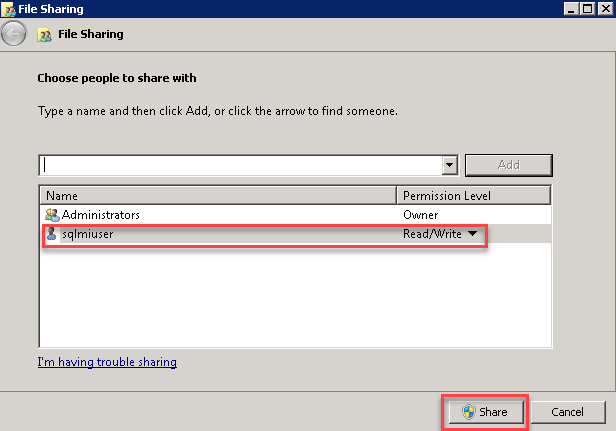 File Sharing
File Sharing
Choose people to share with
Type a name and then click Add, or click the arrow to find someone.
Add
Name Permission Level
Administrators Owner
sqlmiuser Read/Write
I'm having trouble sharing
Share Cancel